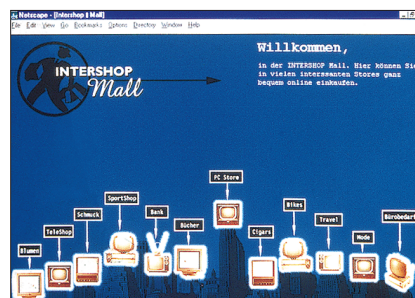 Netscape - [Intershop | Mall]
File Edit View Go Bookmarks Options Directory Window Help
INTERSHOP
Mall
Willkommen,
in der INTERSHOP Mall. Hier können Sie
in vielen interssanten Stores ganz
bequem online einkaufen.
Blumen
TeleShop
Schmuck
SportShop
Bank
Bücher
PC Store
Cigars
Bikes
Travel
Mode
Bürobedarf